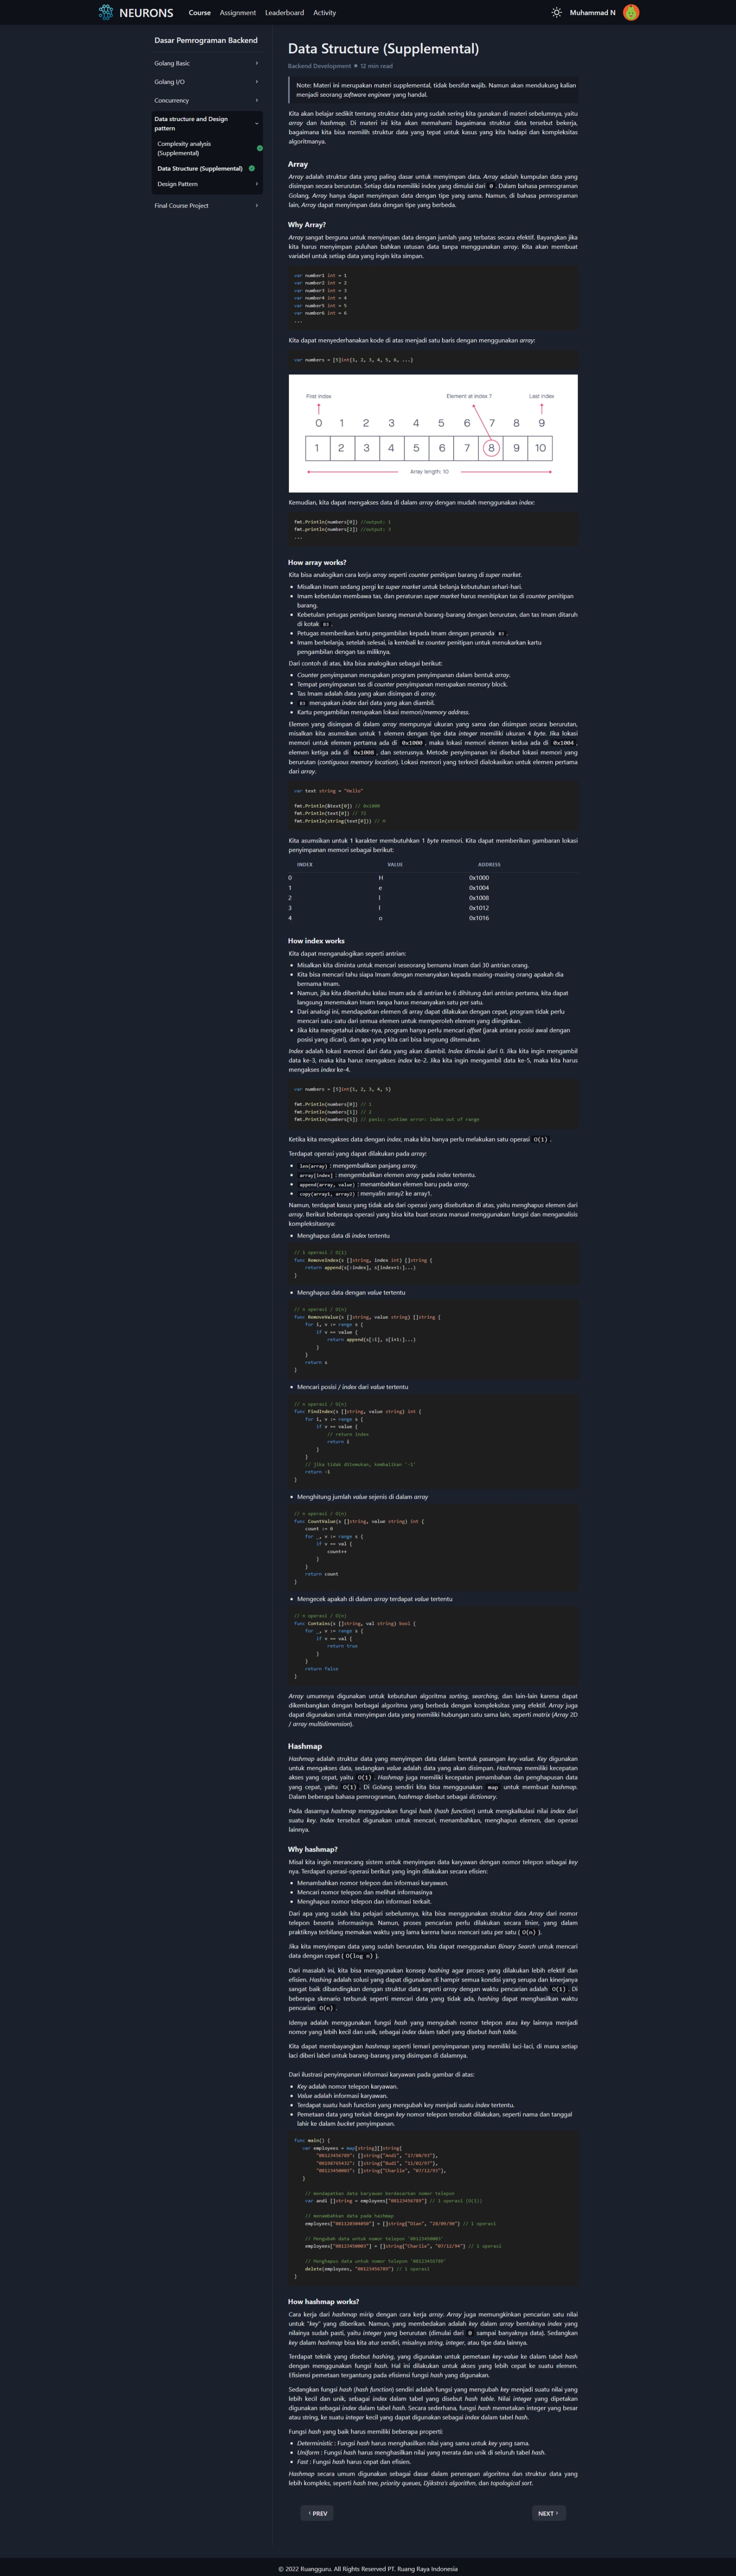 NEURONS
Course
Assignment
Leaderboard
Activity
Muhammad N
Dasar Pemrograman Backend
Golang Basic
Golang I/O
Concurrency
Data structure and Design
pattern
Complexity analysis
(Supplemental)
Data Structure (Supplemental)
Design Pattern
Final Course Project
Data Structure (Supplemental)
Backend Development • 12 min read
Note: Materi ini merupakan materi supplemental, tidak bersifat wajib. Namun akan mendukung kalian
menjadi seorang software engineer yang handal.
Kita akan belajar sedikit tentang struktur data yang sudah sering kita gunakan di materi sebelumnya, yaitu
array dan hashmap. Di materi ini kita akan memahami bagaimana struktur data tersebut bekerja,
bagaimana kita bisa memilih struktur data yang tepat untuk kasus yang kita hadapi dan kompleksitas
algoritmanya.
Array
Array adalah struktur data yang paling dasar untuk menyimpan data. Array adalah kumpulan data yang
disimpan secara berurutan. Setiap data memiliki index yang dimulai dari 0. Dalam bahasa pemrograman
Golang, Array hanya dapat menyimpan data dengan tipe yang sama. Namun, di bahasa pemrograman
lain, Array dapat menyimpan data dengan tipe yang berbeda.
Why Array?
Array sangat berguna untuk menyimpan data dengan jumlah yang terbatas secara efektif. Bayangkan jika
kita harus menyimpan puluhan bahkan ratusan data tanpa menggunakan array. Kita akan membuat
variabel untuk setiap data yang ingin kita simpan.
var number1 int = 1
var number2 int = 2
var number3 int = 3
var number4 int = 4
var number5 int = 5
var number6 int = 6
...
Kita dapat menyederhanakan kode di atas menjadi satu baris dengan menggunakan array:
var numbers = [5]int{1, 2, 3, 4, 5, 6, ...}
First index
Element at index 7
Last index
0 1 2 3 4 5 6 7 8 9
1 2 3 4 5 6 7 8 9 10
Array length: 10
Kemudian, kita dapat mengakses data di dalam array dengan mudah menggunakan index:
fmt.Println(numbers[0]) //output: 1
fmt.println(numbers[2]) //output: 3
...
How array works?
Kita bisa analogikan cara kerja array seperti counter penitipan barang di super market.
• Misalkan Imam sedang pergi ke super market untuk belanja kebutuhan sehari-hari.
• Imam kebetulan membawa tas, dan peraturan super market harus menitipkan tas di counter penitipan
barang.
• Kebetulan petugas penitipan barang menaruh barang-barang dengan berurutan, dan tas Imam ditaruh
di kotak B3.
• Petugas memberikan kartu pengambilan kepada Imam dengan penanda B3.
• Imam berbelanja, setelah selesai, ia kembali ke counter penitipan untuk menukarkan kartu
pengambilan dengan tas miliknya.
Dari contoh di atas, kita bisa analogikan sebagai berikut:
• Counter penyimpanan merupakan program penyimpanan dalam bentuk array.
• Tempat penyimpanan tas di counter penyimpanan merupakan memory block.
• Tas Imam adalah data yang akan disimpan di array.
• B3 merupakan index dari data yang akan diambil.
• Kartu pengambilan merupakan lokasi memori/memory address.
Elemen yang disimpan di dalam array mempunyai ukuran yang sama dan disimpan secara berurutan,
misalkan kita asumsikan untuk 1 elemen dengan tipe data integer memiliki ukuran 4 byte. Jika lokasi
memori untuk elemen pertama ada di 0x1000, maka lokasi memori elemen kedua ada di 0x1004,
elemen ketiga ada di 0x1008, dan seterusnya. Metode penyimpanan ini disebut lokasi memori yang
berurutan (contiguous memory location). Lokasi memori yang terkecil dialokasikan untuk elemen pertama
dari array.
var text string = "Hello"
fmt.Println(&text[0]) // 0x1000
fmt.Println(text[0]) // 72
fmt.Println(string(text[0])) // H
Kita asumsikan untuk 1 karakter membutuhkan 1 byte memori. Kita dapat memberikan gambaran lokasi
penyimpanan memori sebagai berikut:
INDEX VALUE ADDRESS
0 H 0x1000
1 e 0x1004
2 l 0x1008
3 l 0x1012
4 o 0x1016
How index works
Kita dapat menganalogikan seperti antrian:
• Misalkan kita diminta untuk mencari seseorang bernama Imam dari 30 antrian orang.
• Kita bisa mencari tahu siapa Imam dengan menanyakan kepada masing-masing orang apakah dia
bernama Imam.
• Namun, jika kita diberitahu kalau Imam ada di antrian ke 6 dihitung dari antrian pertama, kita dapat
langsung menemukan Imam tanpa harus menanyakan satu per satu.
• Dari analogi ini, mendapatkan elemen di array dapat dilakukan dengan cepat, program tidak perlu
mencari satu-satu dari semua elemen untuk memperoleh elemen yang diinginkan.
• Jika kita mengetahui index-nya, program hanya perlu mencari offset (jarak antara posisi awal dengan
posisi yang dicari), dan apa yang kita cari bisa langsung ditemukan.
Index adalah lokasi memori dari data yang akan diambil. Index dimulai dari 0. Jika kita ingin mengambil
data ke-3, maka kita harus mengakses index ke-2. Jika kita ingin mengambil data ke-5, maka kita harus
mengakses index ke-4.
var numbers = [5]int{1, 2, 3, 4, 5}
fmt.Println(numbers[0]) // 1
fmt.Println(numbers[1]) // 2
fmt.Println(numbers[5]) // panic: runtime error: index out of range
Ketika kita mengakses data dengan index, maka kita hanya perlu melakukan satu operasi O(1).
Terdapat operasi yang dapat dilakukan pada array:
• len(array) : mengembalikan panjang array.
• array[index] : mengembalikan elemen array pada index tertentu.
• append(array, value) : menambahkan elemen baru pada array.
• copy(array1, array2) : menyalin array2 ke array1.
Namun, terdapat kasus yang tidak ada dari operasi yang disebutkan di atas, yaitu menghapus elemen dari
array. Berikut beberapa operasi yang bisa kita buat secara manual menggunakan fungsi dan menganalisis
kompleksitasnya:
• Menghapus data di index tertentu
// 1 operasi / O(1)
func RemoveIndex(s []string, index int) []string {
return append(s[:index], s[index+1:]...)
}
• Menghapus data dengan value tertentu
// n operasi / O(n)
func RemoveValue(s []string, value string) []string {
for i, v := range s {
if v == value {
return append(s[:i], s[i+1:]...)
}
}
return s
}
• Mencari posisi / index dari value tertentu
// n operasi / O(n)
func FindIndex(s []string, value string) int {
for i, v := range s {
if v == value {
// return index
return i
}
}
// jika tidak ditemukan, kembalikan '-1'
return -1
}
• Menghitung jumlah value sejenis di dalam array
// n operasi / O(n)
func CountValue(s []string, value string) int {
count := 0
for _, v := range s {
if v == val {
count++
}
}
return count
}
• Mengecek apakah di dalam array terdapat value tertentu
// n operasi / O(n)
func Contains(s []string, val string) bool {
for _, v := range s {
if v == val {
return true
}
}
return false
}
Array umumnya digunakan untuk kebutuhan algoritma sorting, searching, dan lain-lain karena dapat
dikembangkan dengan berbagai algoritma yang berbeda dengan kompleksitas yang efektif. Array juga
dapat digunakan untuk menyimpan data yang memiliki hubungan satu sama lain, seperti matrix (Array 2D
/ array multidimension).
Hashmap
Hashmap adalah struktur data yang menyimpan data dalam bentuk pasangan key-value. Key digunakan
untuk mengakses data, sedangkan value adalah data yang akan disimpan. Hashmap memiliki kecepatan
akses yang cepat, yaitu O(1). Hashmap juga memiliki kecepatan penambahan dan penghapusan data
yang cepat, yaitu O(1). Di Golang sendiri kita bisa menggunakan map untuk membuat hashmap.
Dalam beberapa bahasa pemrograman, hashmap disebut sebagai dictionary.
Pada dasarnya hashmap menggunakan fungsi hash (hash function) untuk mengkalkulasi nilai index dari
suatu key. Index tersebut digunakan untuk mencari, menambahkan, menghapus elemen, dan operasi
lainnya.
Why hashmap?
Misal kita ingin merancang sistem untuk menyimpan data karyawan dengan nomor telepon sebagai key
nya. Terdapat operasi-operasi berikut yang ingin dilakukan secara efisien:
• Menambahkan nomor telepon dan informasi karyawan.
• Mencari nomor telepon dan melihat informasinya
• Menghapus nomor telepon dan informasi terkait.
Dari apa yang sudah kita pelajari sebelumnya, kita bisa menggunakan struktur data Array dari nomor
telepon beserta informasinya. Namun, proses pencarian perlu dilakukan secara linier, yang dalam
praktiknya terbilang memakan waktu yang lama karena harus mencari satu per satu (O(n)).
Jika kita menyimpan data yang sudah berurutan, kita dapat menggunakan Binary Search untuk mencari
data dengan cepat (O(log n)).
Dari masalah ini, kita bisa menggunakan konsep hashing agar proses yang dilakukan lebih efektif dan
efisien. Hashing adalah solusi yang dapat digunakan di hampir semua kondisi yang serupa dan kinerjanya
sangat baik dibandingkan dengan struktur data seperti array dengan waktu pencarian adalah O(1). Di
beberapa skenario terburuk seperti mencari data yang tidak ada, hashing dapat menghasilkan waktu
pencarian O(n).
Idenya adalah menggunakan fungsi hash yang mengubah nomor telepon atau key lainnya menjadi
nomor yang lebih kecil dan unik, sebagai index dalam tabel yang disebut hash table.
Kita dapat membayangkan hashmap seperti lemari penyimpanan yang memiliki laci-laci, di mana setiap
laci diberi label untuk barang-barang yang disimpan di dalamnya.
Dari ilustrasi penyimpanan informasi karyawan pada gambar di atas:
• Key adalah nomor telepon karyawan.
• Value adalah informasi karyawan.
• Terdapat suatu hash function yang mengubah key menjadi suatu index tertentu.
• Pemetaan data yang terkait dengan key nomor telepon tersebut dilakukan, seperti nama dan tanggal
lahir ke dalam bucket penyimpanan.
func main() {
var employees = map[string][]string{
"08123456789": []string{"Andi", "17/08/93"},
"08198765432": []string{"Budi", "11/02/97"},
"08123450003": []string{"Charlie", "07/12/95"},
}
// mendapatkan data karyawan berdasarkan nomor telepon
var andi []string = employees["08123456789"] // 1 operasi (O(1))
// menambahkan data pada hashmap
employees["081120304050"] = []string{"Dian", "28/09/90"} // 1 operasi
// Mengubah data untuk nomor telepon '08123450003'
employees["08123450003"] = []string{"Charlie", "07/12/94"} // 1 operasi
// Menghapus data untuk nomor telepon '08123456789'
delete(employees, "08123456789") // 1 operasi
}
How hashmap works?
Cara kerja dari hashmap mirip dengan cara kerja array. Array juga memungkinkan pencarian satu nilai
untuk "key" yang diberikan. Namun, yang membedakan adalah key dalam array bentuknya index yang
nilainya sudah pasti, yaitu integer yang berurutan (dimulai dari 0 sampai banyaknya data). Sedangkan
key dalam hashmap bisa kita atur sendiri, misalnya string, integer, atau tipe data lainnya.
Terdapat teknik yang disebut hashing, yang digunakan untuk pemetaan key-value ke dalam tabel hash
dengan menggunakan fungsi hash. Hal ini dilakukan untuk akses yang lebih cepat ke suatu elemen.
Efisiensi pemetaan tergantung pada efisiensi fungsi hash yang digunakan.
Sedangkan fungsi hash (hash function) sendiri adalah fungsi yang mengubah key menjadi suatu nilai yang
lebih kecil dan unik, sebagai index dalam tabel yang disebut hash table. Nilai integer yang dipetakan
digunakan sebagai index dalam tabel hash. Secara sederhana, fungsi hash memetakan integer yang besar
atau string, ke suatu integer kecil yang dapat digunakan sebagai index dalam tabel hash.
Fungsi hash yang baik harus memiliki beberapa properti:
• Deterministic : Fungsi hash harus menghasilkan nilai yang sama untuk key yang sama.
• Uniform : Fungsi hash harus menghasilkan nilai yang merata dan unik di seluruh tabel hash.
• Fast : Fungsi hash harus cepat dan efisien.
Hashmap secara umum digunakan sebagai dasar dalam penerapan algoritma dan struktur data yang
lebih kompleks, seperti hash tree, priority queues, Djikstra's algorithm, dan topological sort.
PREV
NEXT
© 2022 Ruangguru. All Rights Reserved PT. Ruang Raya Indonesia